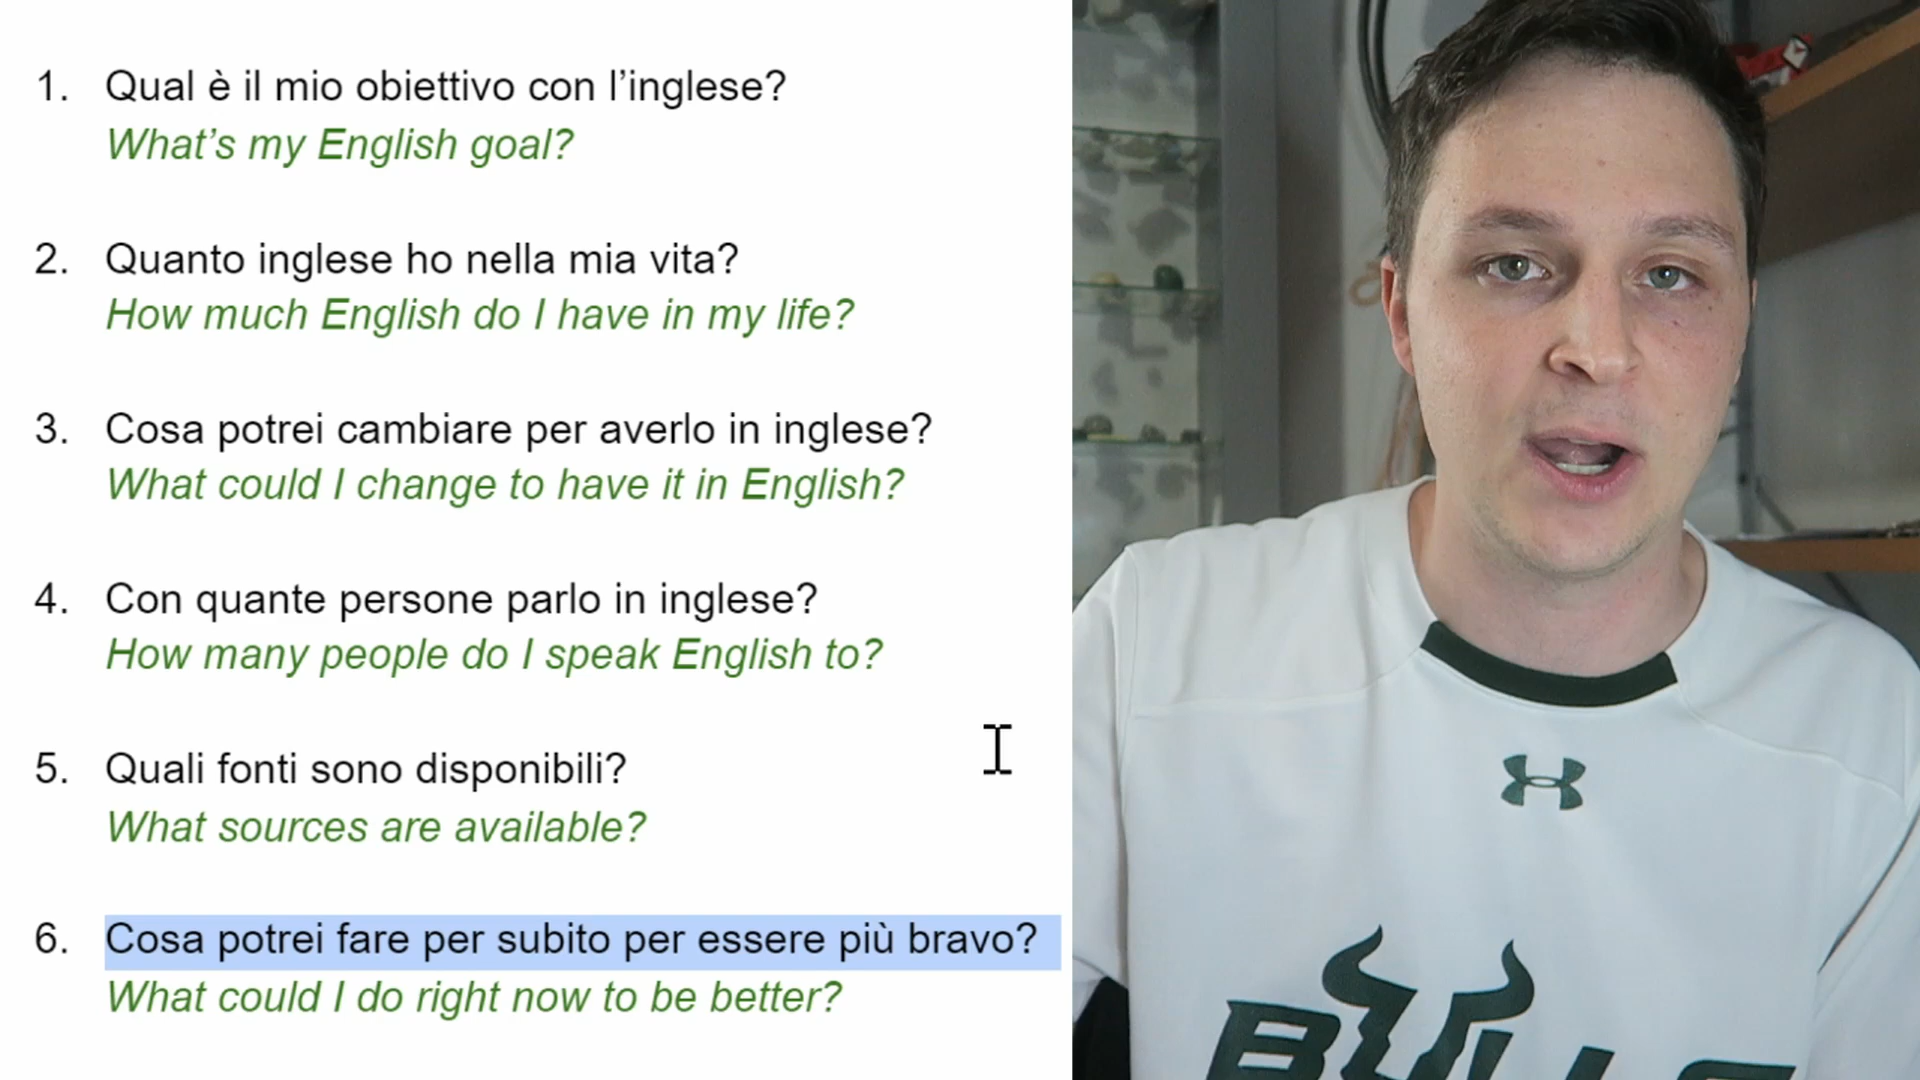 1. Qual è il mio obiettivo con l’inglese?
What’s my English goal?
2. Quanto inglese ho nella mia vita?
How much English do I have in my life?
3. Cosa potrei cambiare per averlo in inglese?
What could I change to have it in English?
4. Con quante persone parlo in inglese?
How many people do I speak English to?
5. Quali fonti sono disponibili?
What sources are available?
6. Cosa potrei fare per subito per essere più bravo?
What could I do right now to be better?
BULLS